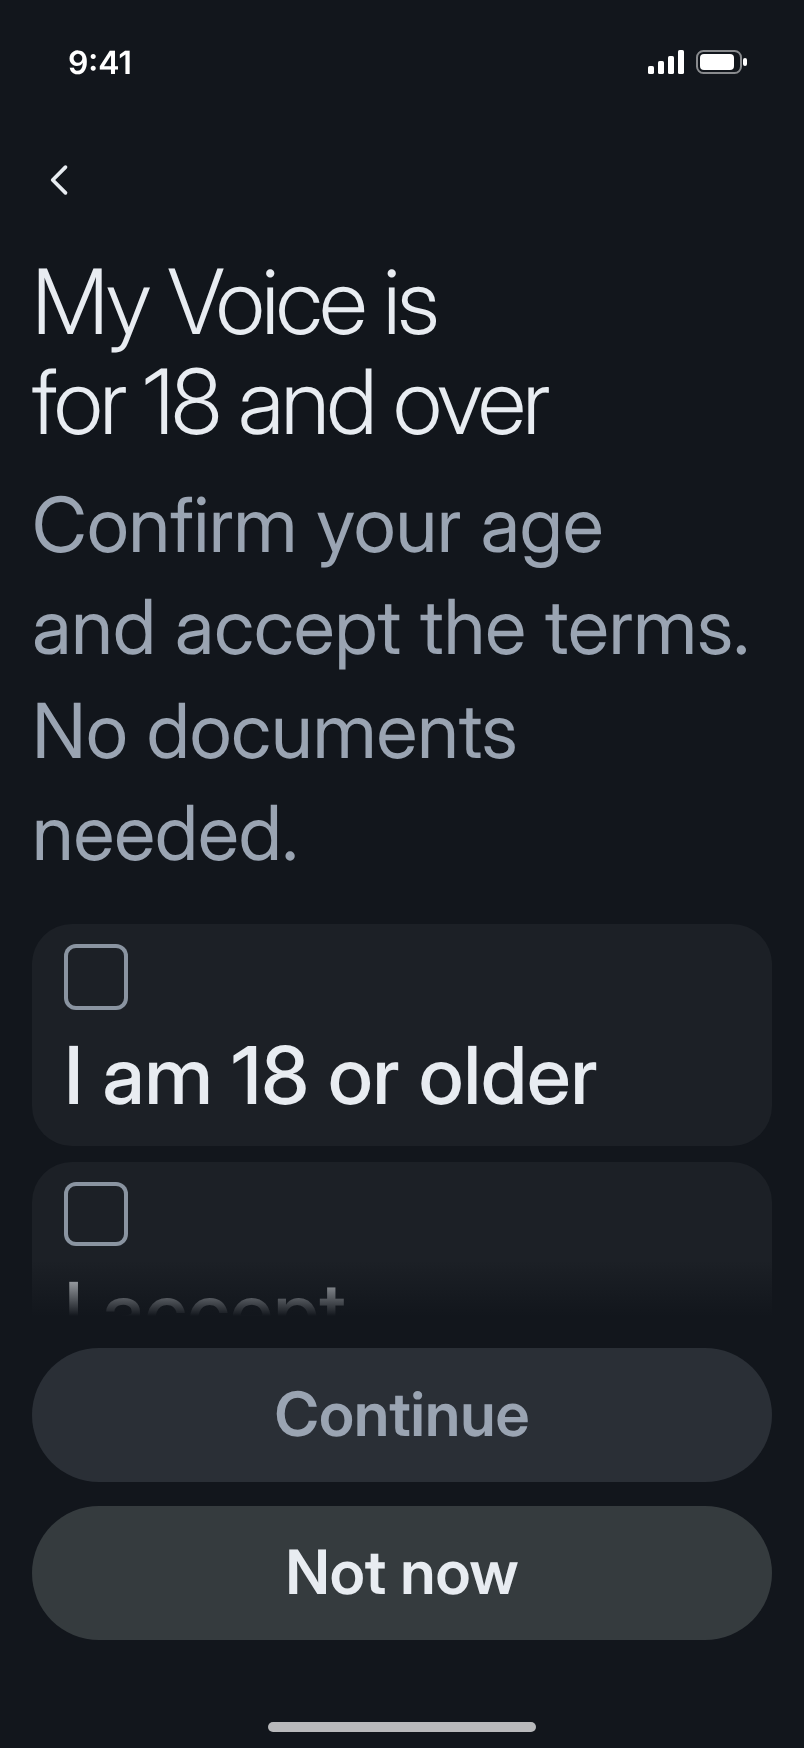 9:41
My Voice is
for 18 and over
Confirm your age
and accept the terms.
No documents
needed.
I am 18 or older
I accept
Continue
Not now